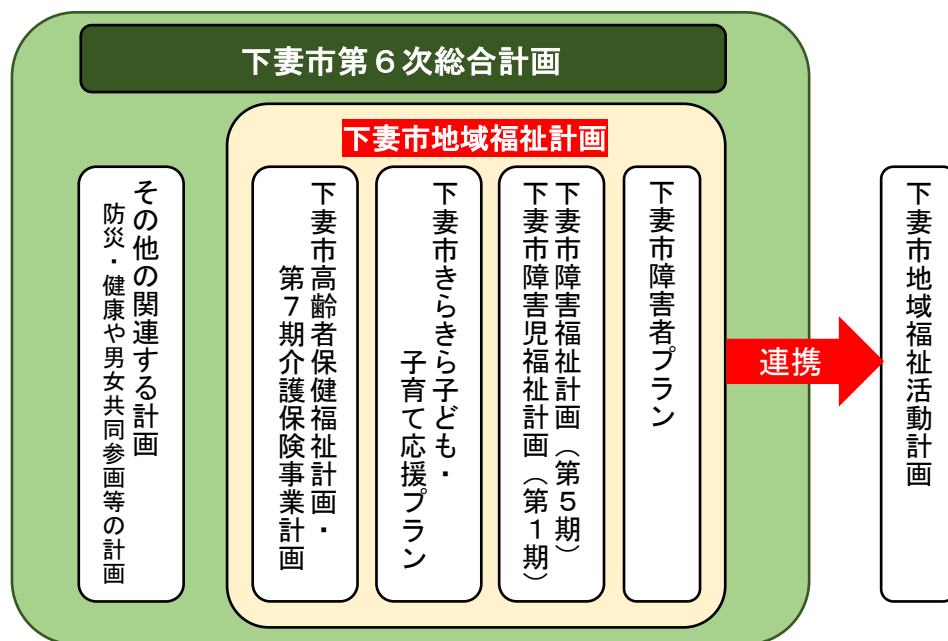 下妻市第６次総合計画
下妻市地域福祉計画
その他の関連する計画
防災・健康や男女共同参画等の計画
下妻市高齢者保健福祉計画・
第７期介護保険事業計画
下妻市きらきら子ども・
子育て応援プラン
下妻市障害福祉計画（第５期）
下妻市障害児福祉計画（第１期）
下妻市障害者プラン
連携
下妻市地域福祉活動計画